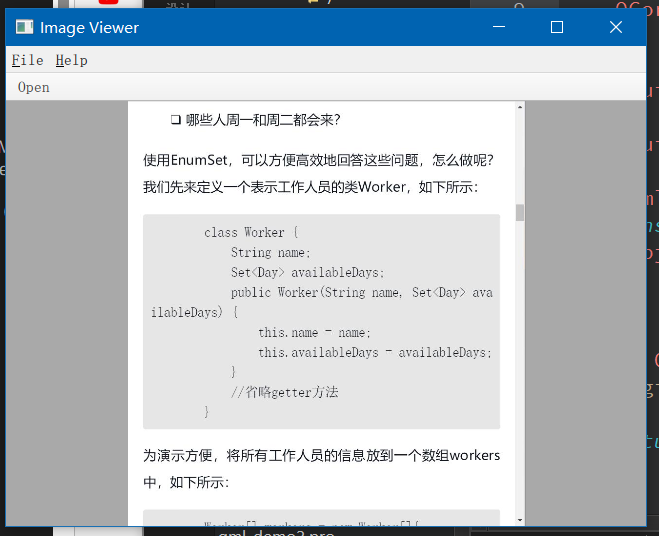 Image Viewer
File Help
Open
❑ 哪些人周一和周二都会来?
使用EnumSet，可以方便高效地回答这些问题，怎么做呢?
我们先来定义一个表示工作人员的类Worker，如下所示：
class Worker {
String name;
Set<Day> availableDays;
public Worker(String name, Set<Day> ava
ilableDays) {
this.name = name;
this.availableDays = availableDays;
}
//省略getter方法
}
为演示方便，将所有工作人员的信息放到一个数组workers
中，如下所示：
Worker[] workers = new Worker[]{